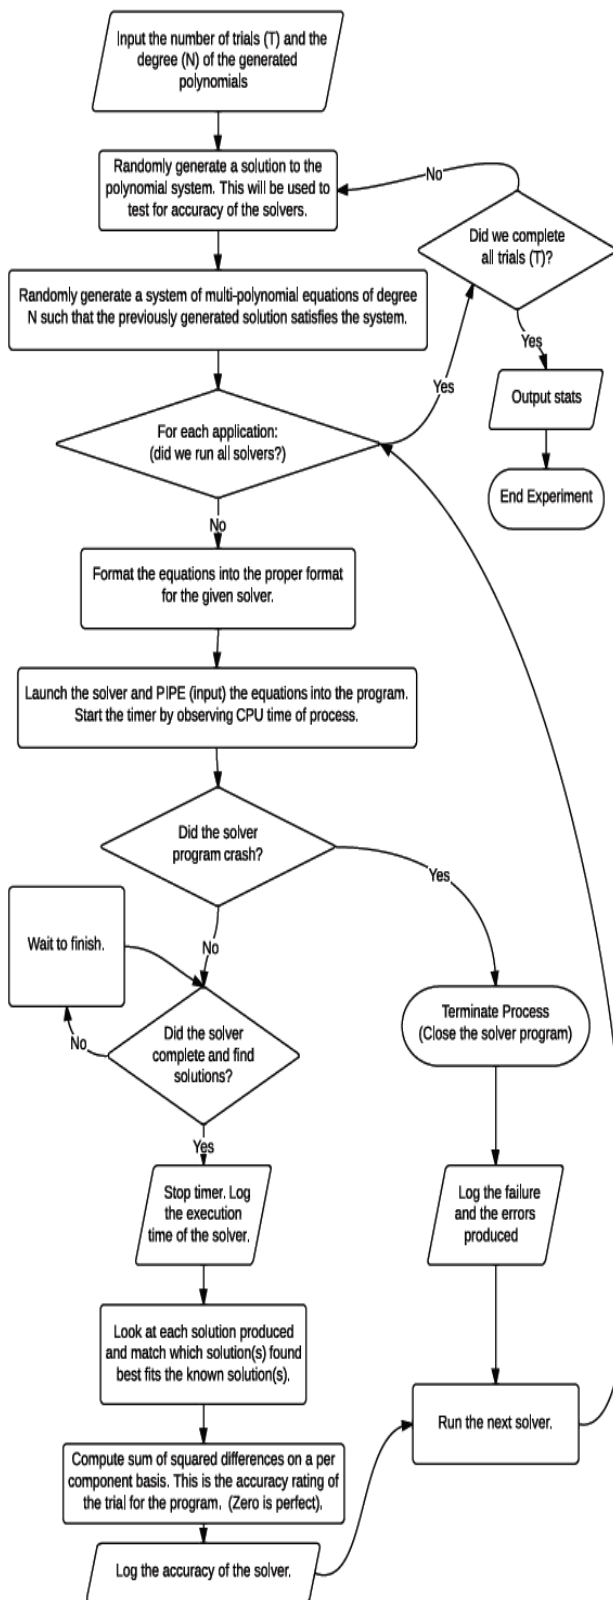 Input the number of trials (T) and the
degree (N) of the generated
polynomials
Randomly generate a solution to the
polynomial system. This will be used to
test for accuracy of the solvers.
No
Did we complete
all trials (T)?
Randomly generate a system of multi-polynomial equations of degree
N such that the previously generated solution satisfies the system.
Yes
Output stats
End Experiment
Yes
For each application:
(did we run all solvers?)
No
Format the equations into the proper format
for the given solver.
Launch the solver and PIPE (input) the equations into the program.
Start the timer by observing CPU time of process.
Did the solver
program crash?
Yes
No
Wait to finish.
No
Did the solver
complete and find
solutions?
Terminate Process
(Close the solver program)
Yes
Stop timer. Log
the execution
time of the solver.
Log the failure
and the errors
produced
Look at each solution produced
and match which solution(s) found
best fits the known solution(s).
Run the next solver.
Compute sum of squared differences on a per
component basis. This is the accuracy rating of
the trial for the program. (Zero is perfect).
Log the accuracy of the solver.